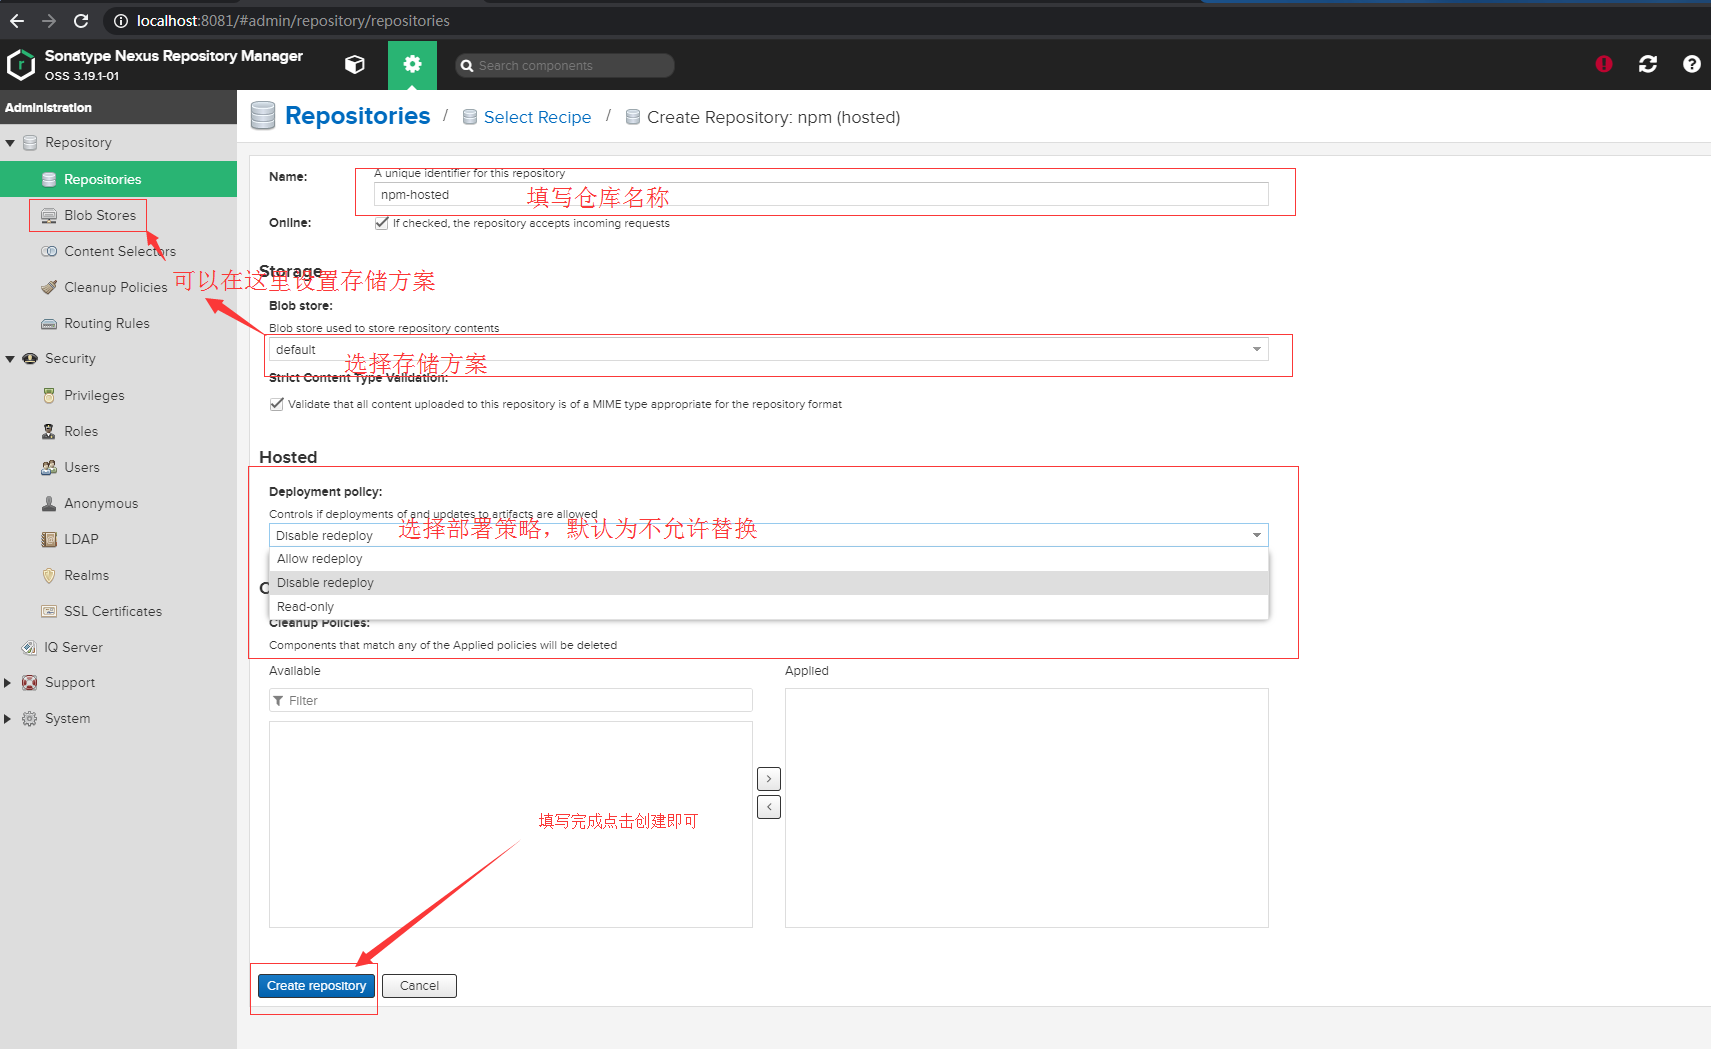 localhost:8081/#admin/repository/repositories
Sonatype Nexus Repository Manager
OSS 3.19.1-01
Search components
Administration
Repository
Repositories
Blob Stores
Content Selectors
Cleanup Policies
Routing Rules
Security
Privileges
Roles
Users
Anonymous
LDAP
Realms
SSL Certificates
IQ Server
Support
System
Repositories / Select Recipe / Create Repository: npm (hosted)
Name:
A unique identifier for this repository
npm-hosted
填写仓库名称
Online:
If checked, the repository accepts incoming requests
Storage
可以在这里设置存储方案
Blob store:
Blob store used to store repository contents
default
选择存储方案
Strict Content Type Validation:
Validate that all content uploaded to this repository is of a MIME type appropriate for the repository format
Hosted
Deployment policy:
Controls if deployments of and updates to artifacts are allowed
Disable redeploy
选择部署策略，默认为不允许替换
Allow redeploy
Disable redeploy
Read-only
Cleanup Policies:
Components that match any of the Applied policies will be deleted
Available
Applied
Filter
填写完成点击创建即可
Create repository
Cancel